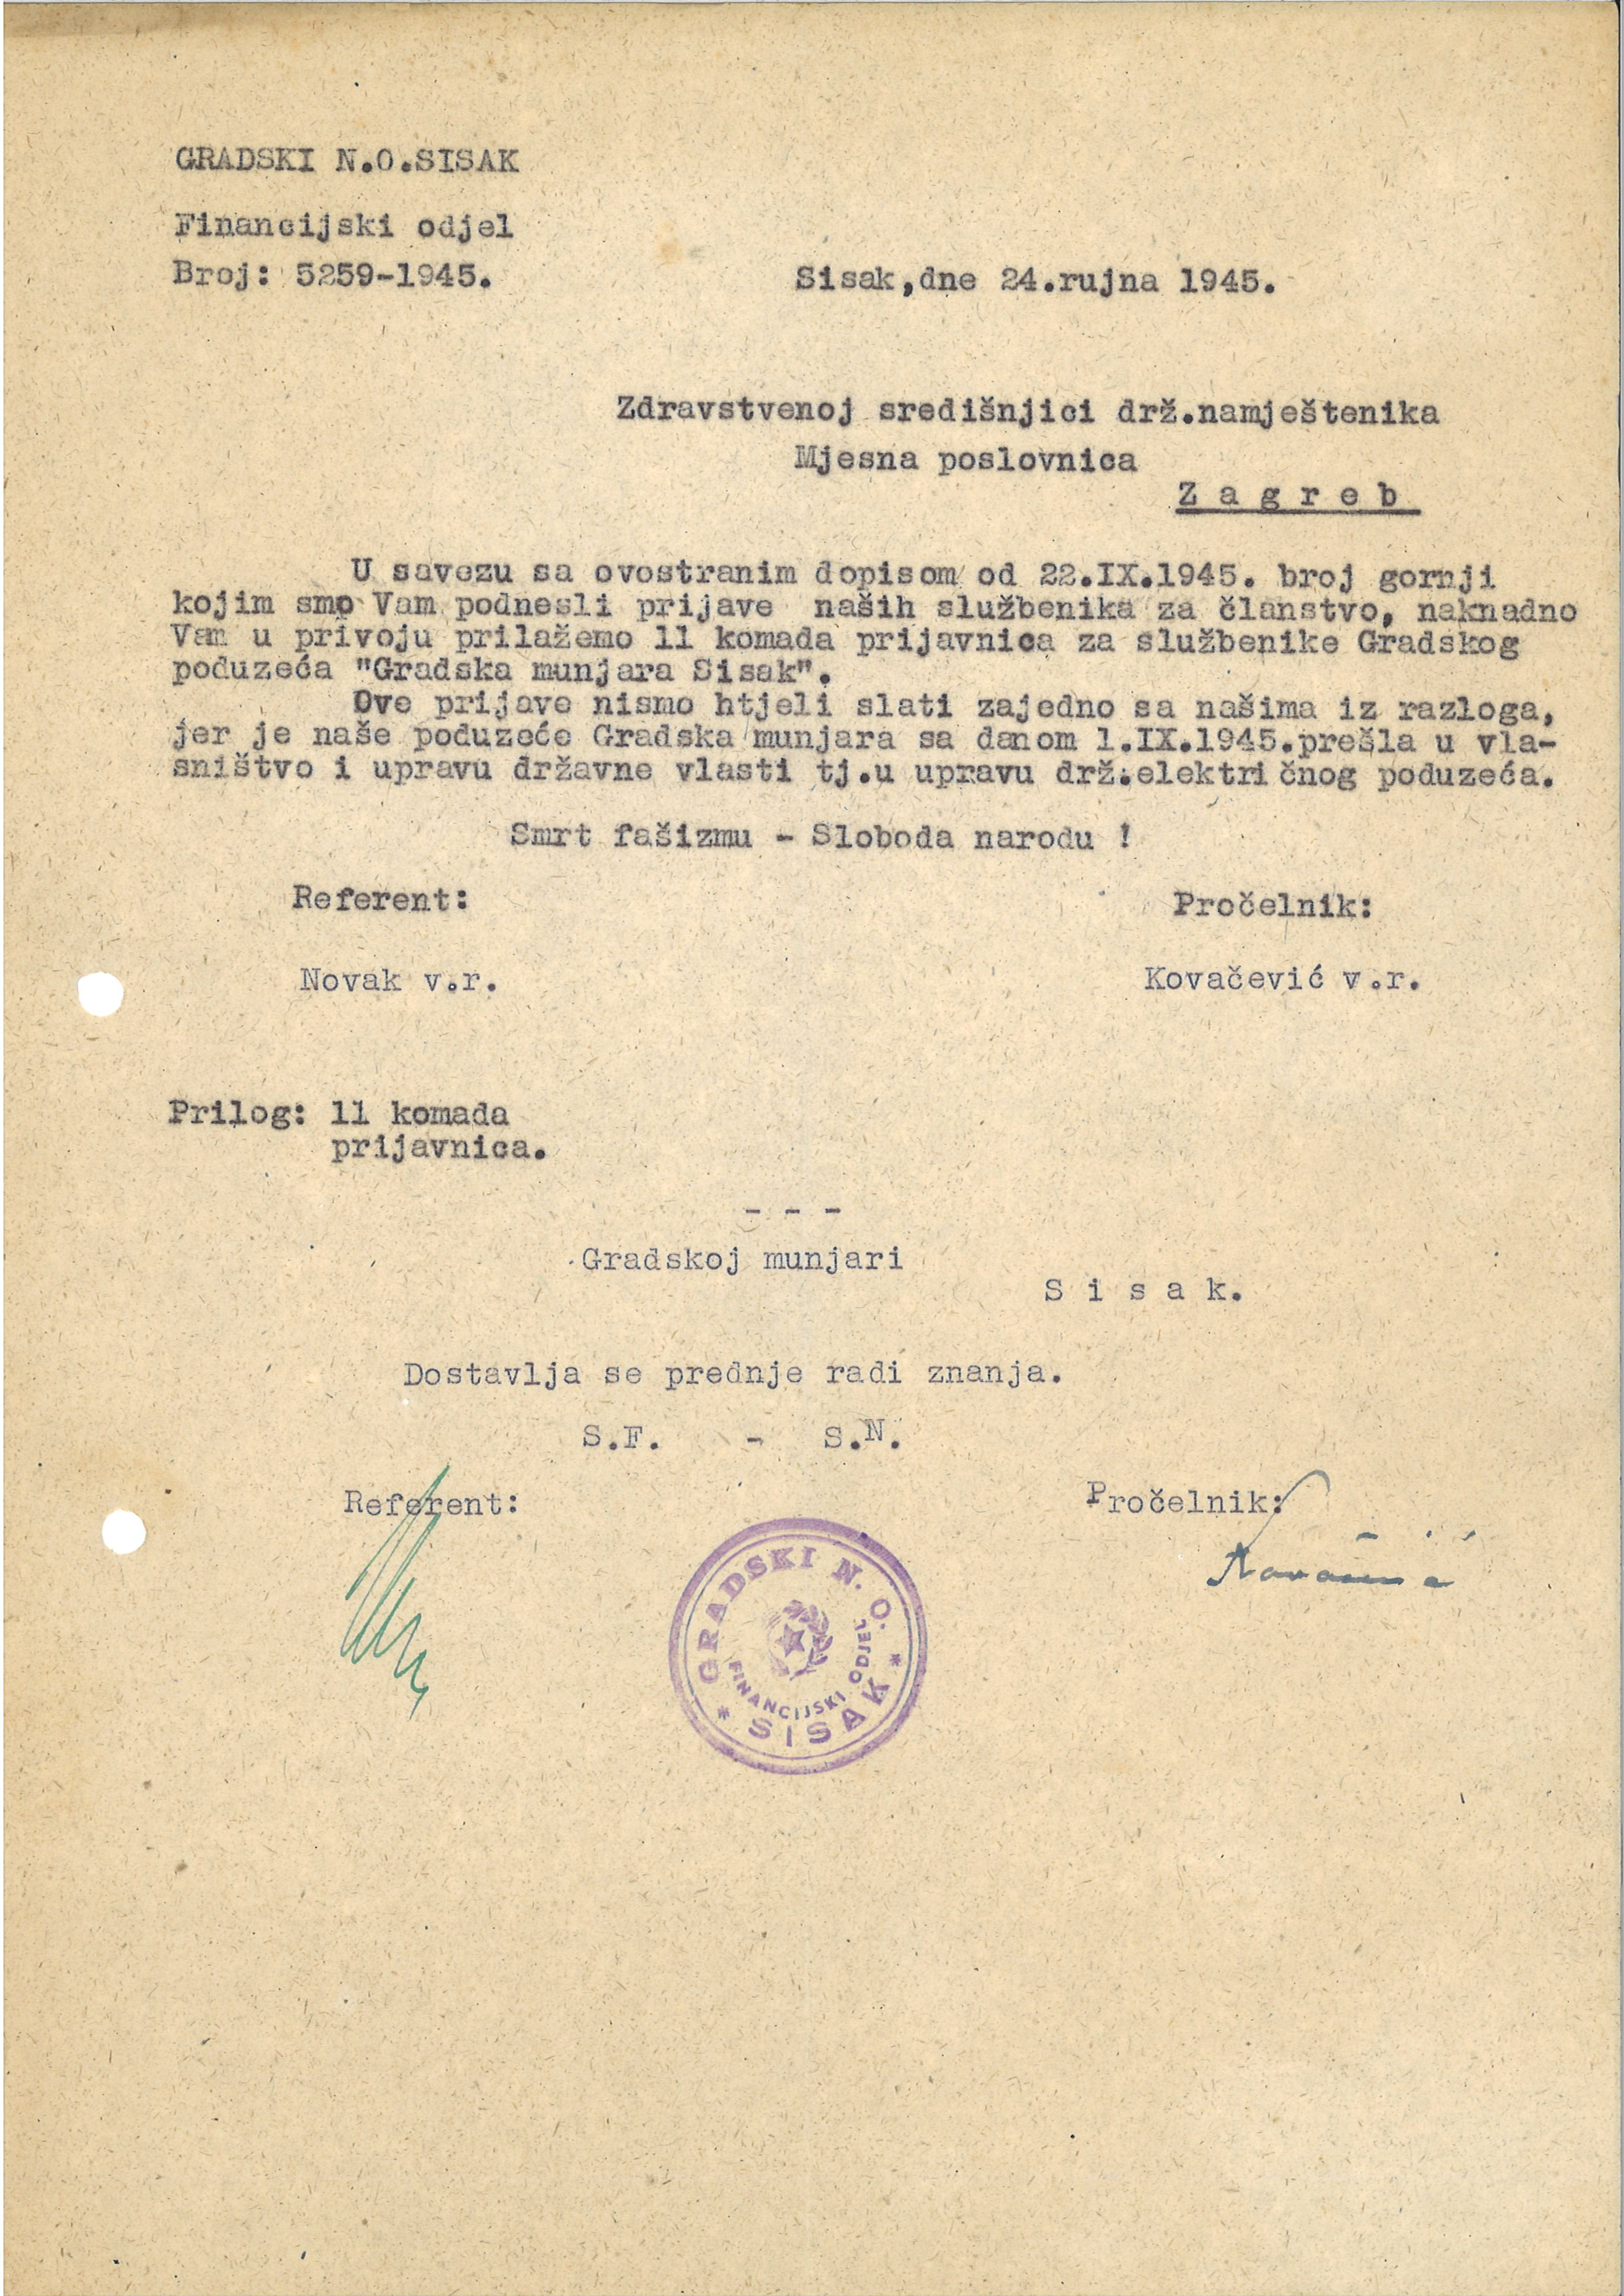 GRADSKI N.O.SISAK
Financijski odjel
Broj: 5259-1945.
Sisak,dne 24.rujna 1945.
Zdravstvenoj središnjici drž.namještenika
Mjesna poslovnica
Z a g r e b
U savezu sa ovostranim dopisom od 22.IX.1945. broj gornji
kojim smo Vam podnesli prijave našíh službenika za članstvo, naknadno
Vam u privoju prilažemo 11 komada prijavnica za službenike Gradskog
poduzeća "Gradska munjara Sisak".
Ove prijave nismo htjeli slati zajedno sa našima iz razloga,
jer je naše poduzeće Gradska munjara sa danom 1.IX.1945.prešla u vla-
sništvo i upravu državne vlasti tj.u upravu drž.elektri čnog poduzeća.
Smrt fašizmu - Sloboda narodu !
Referent:
Pročelnik:
Novak v.r.
Kovačević v.r.
Prilog: 11 komada
prijavnica.
- - -
Gradskoj munjari
S i s a k.
Dostavlja se prednje radi znanja.
S.F. - S.N.
Referent:
Pročelnik:
GRADSKI N. O.
FINANCIJSKI ODJEL
* SISAK *